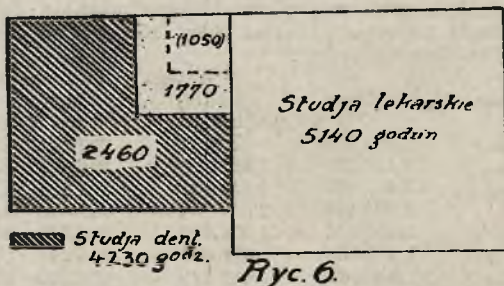 (1050)
1770
2460
Studja lekarskie
5140 godzin
Studja dent.
4230 godz.
Ryc. 6.